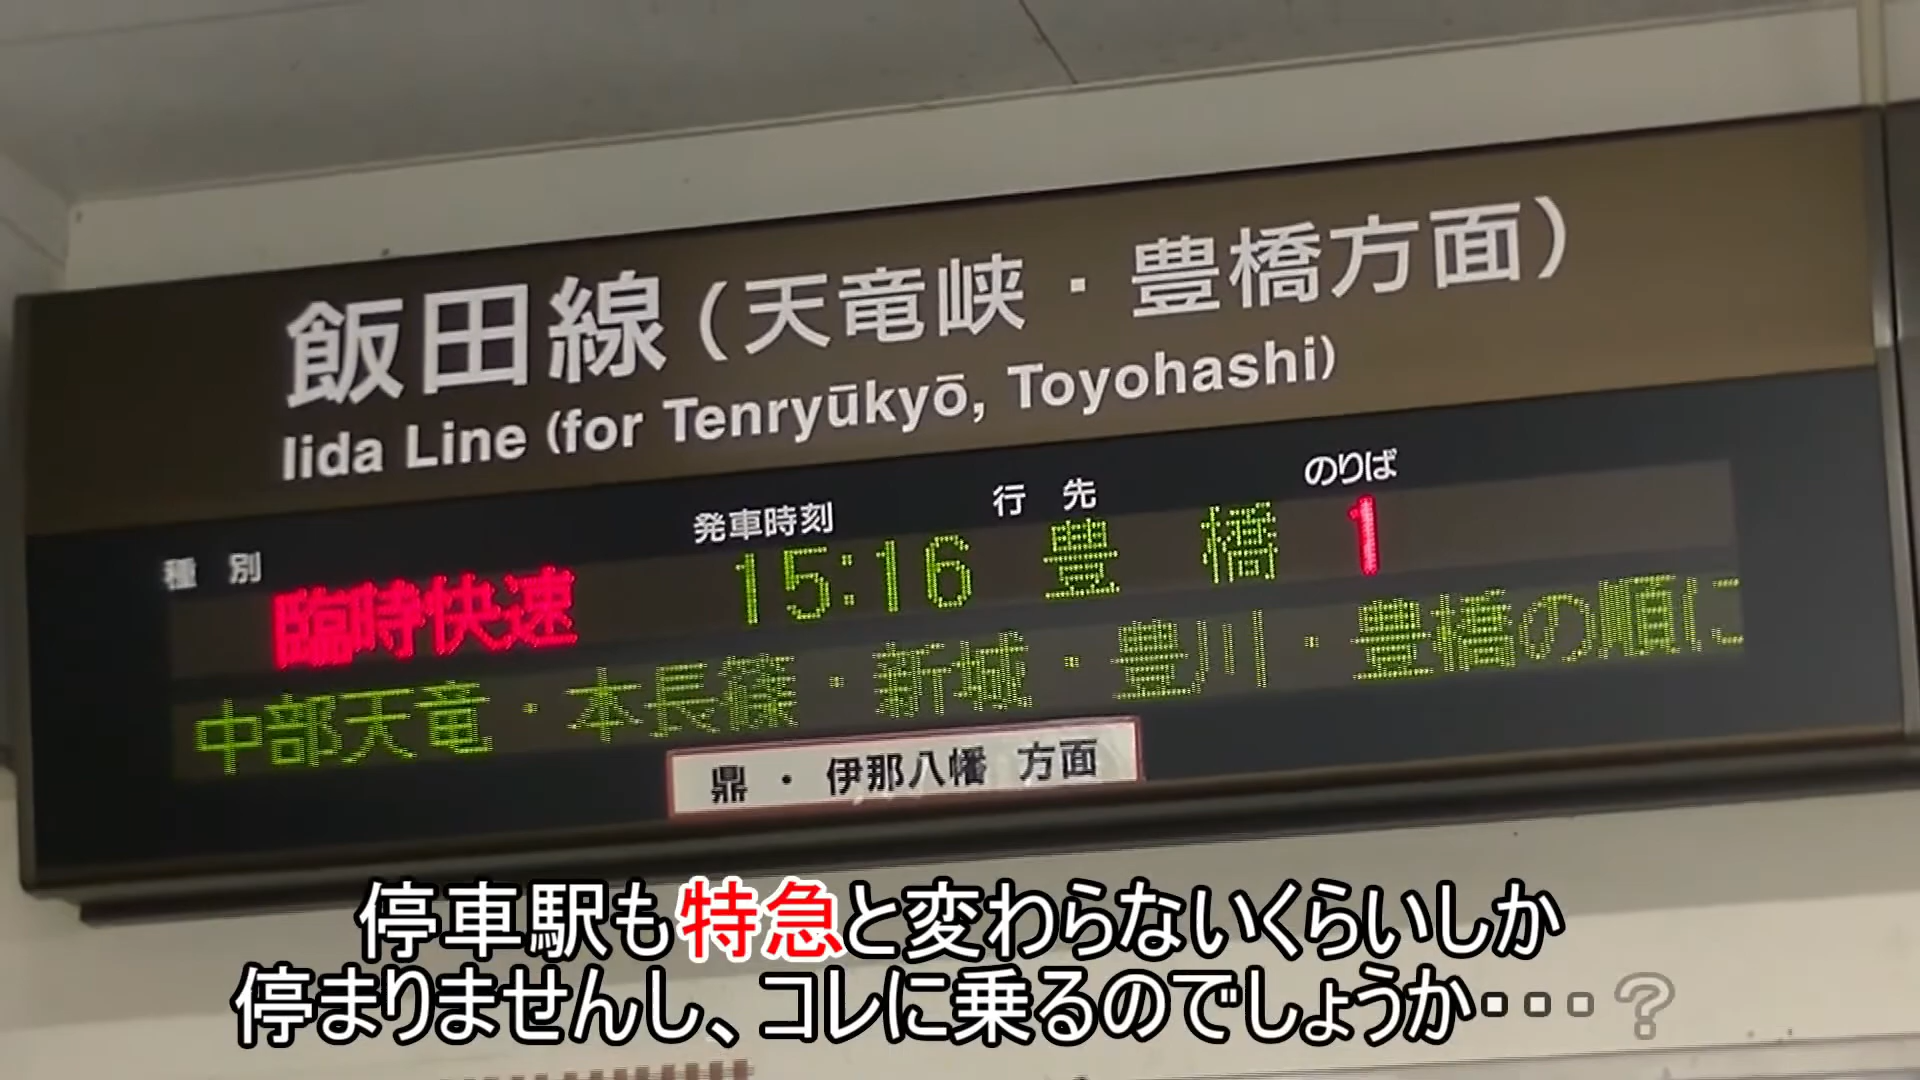 飯田線(天竜峡・豊橋方面)
Iida Line (for Tenryūkyō, Toyohashi)
種別 発車時刻 行先 のりば
臨時快速 15:16 豊橋 1
中部天竜・本長篠・新城・豊川・豊橋の順に
鼎・伊那八幡 方面
停車駅も特急と変わらないくらいしか
停まりませんし、コレに乗るのでしょうか・・・?